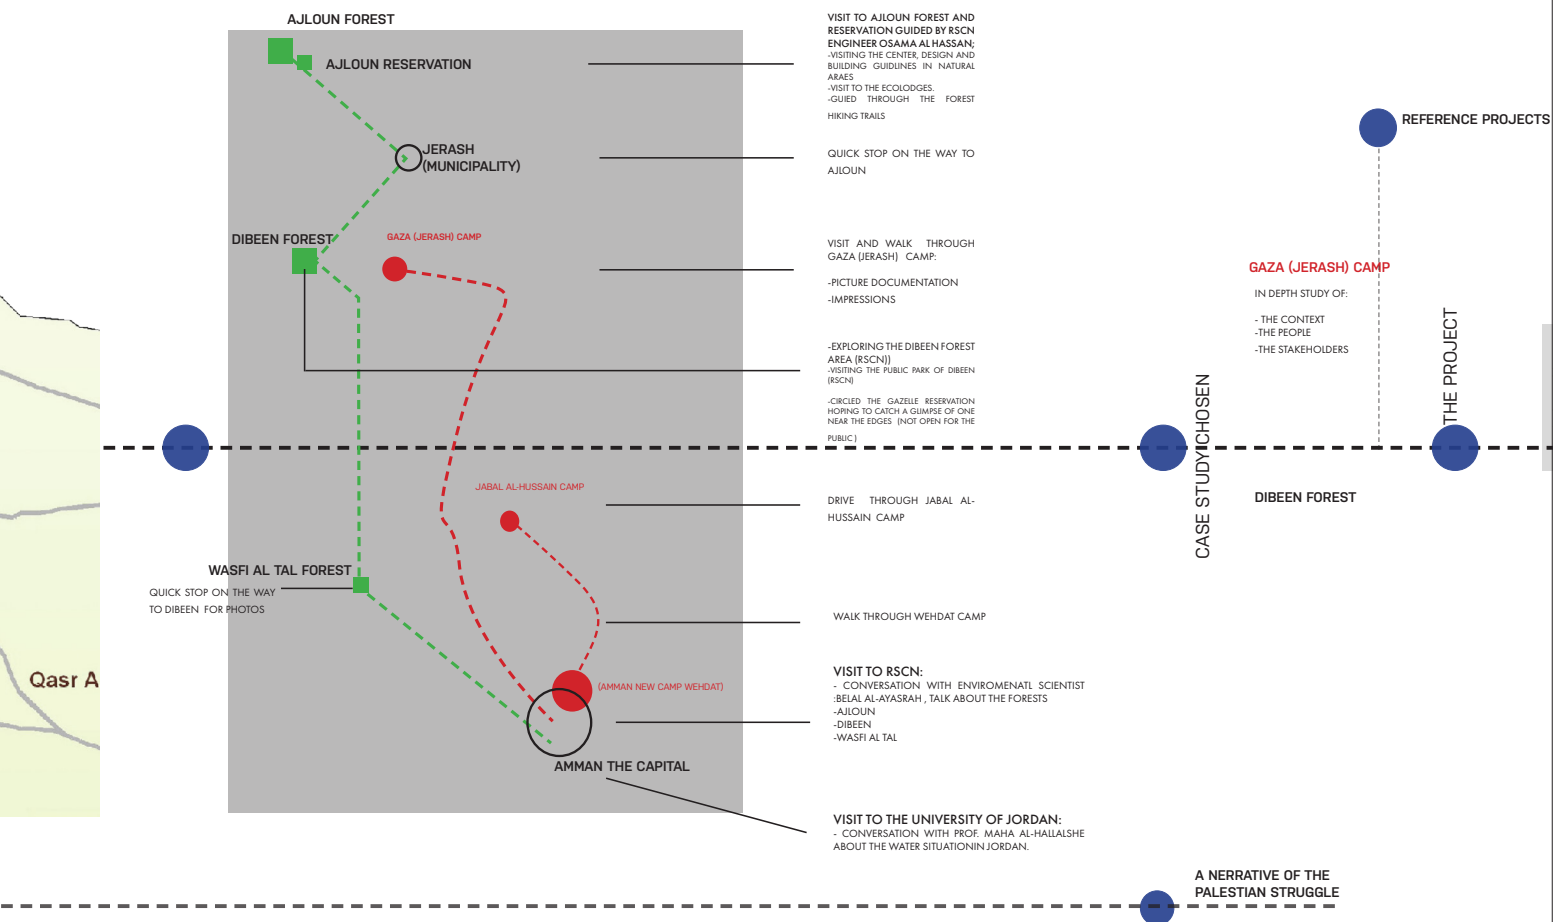 AJLOUN FOREST
AJLOUN RESERVATION
JERASH
(MUNICIPALITY)
DIBEEN FOREST
GAZA (JERASH) CAMP
JABAL AL-HUSSAIN CAMP
WASFI AL TAL FOREST
QUICK STOP ON THE WAY
TO DIBEEN FOR PHOTOS
Qasr A
(AMMAN NEW CAMP WEHDAT)
AMMAN THE CAPITAL
VISIT TO AJLOUN FOREST AND
RESERVATION GUIDED BY RSCN
ENGINEER OSAMA AL HASSAN;
-VISITING THE CENTER, DESIGN AND
BUILDING GUIDLINES IN NATURAL
ARAES
-VISIT TO THE ECOLODGES.
-GUIED THROUGH THE FOREST
HIKING TRAILS
QUICK STOP ON THE WAY TO
AJLOUN
VISIT AND WALK THROUGH
GAZA (JERASH) CAMP:
-PICTURE DOCUMENTATION
-IMPRESSIONS
-EXPLORING THE DIBEEN FOREST
AREA (RSCN))
-VISITING THE PUBLIC PARK OF DIBEEN
(RSCN)
-CIRCLED THE GAZELLE RESERVATION
HOPING TO CATCH A GLIMPSE OF ONE
NEAR THE EDGES (NOT OPEN FOR THE
PUBLIC )
DRIVE THROUGH JABAL AL-
HUSSAIN CAMP
WALK THROUGH WEHDAT CAMP
VISIT TO RSCN:
- CONVERSATION WITH ENVIROMENATL SCIENTIST
:BELAL AL-AYASRAH , TALK ABOUT THE FORESTS
-AJLOUN
-DIBEEN
-WASFI AL TAL
VISIT TO THE UNIVERSITY OF JORDAN:
- CONVERSATION WITH PROF. MAHA AL-HALLALSHE
ABOUT THE WATER SITUATIONIN JORDAN.
REFERENCE PROJECTS
GAZA (JERASH) CAMP
IN DEPTH STUDY OF:
- THE CONTEXT
-THE PEOPLE
-THE STAKEHOLDERS
CASE STUDY CHOSEN
THE PROJECT
DIBEEN FOREST
A NERRATIVE OF THE
PALESTIAN STRUGGLE